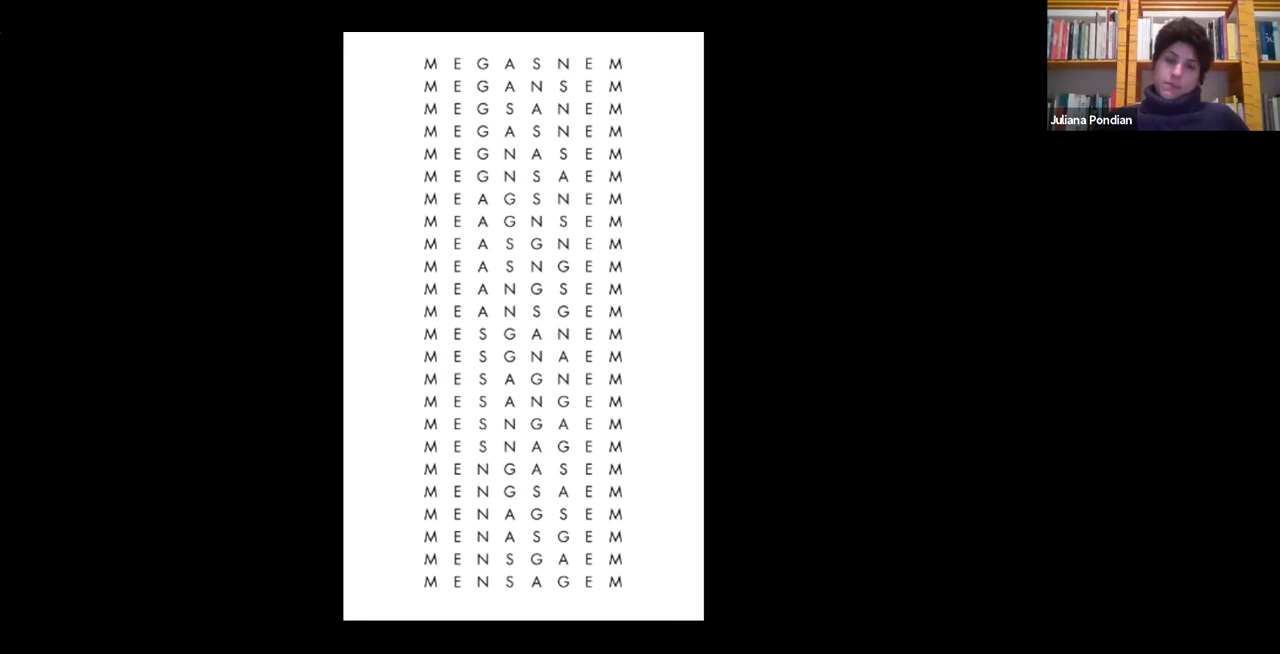 M E G A S N E M
M E G A N S E M
M E G S A N E M
M E G A S N E M
M E G N A S E M
M E G N S A E M
M E A G S N E M
M E A G N S E M
M E A S G N E M
M E A S N G E M
M E A N G S E M
M E A N S G E M
M E S G A N E M
M E S G N A E M
M E S A G N E M
M E S A N G E M
M E S N G A E M
M E S N A G E M
M E N G A S E M
M E N G S A E M
M E N A G S E M
M E N A S G E M
M E N S G A E M
M E N S A G E M
Juliana Pondian